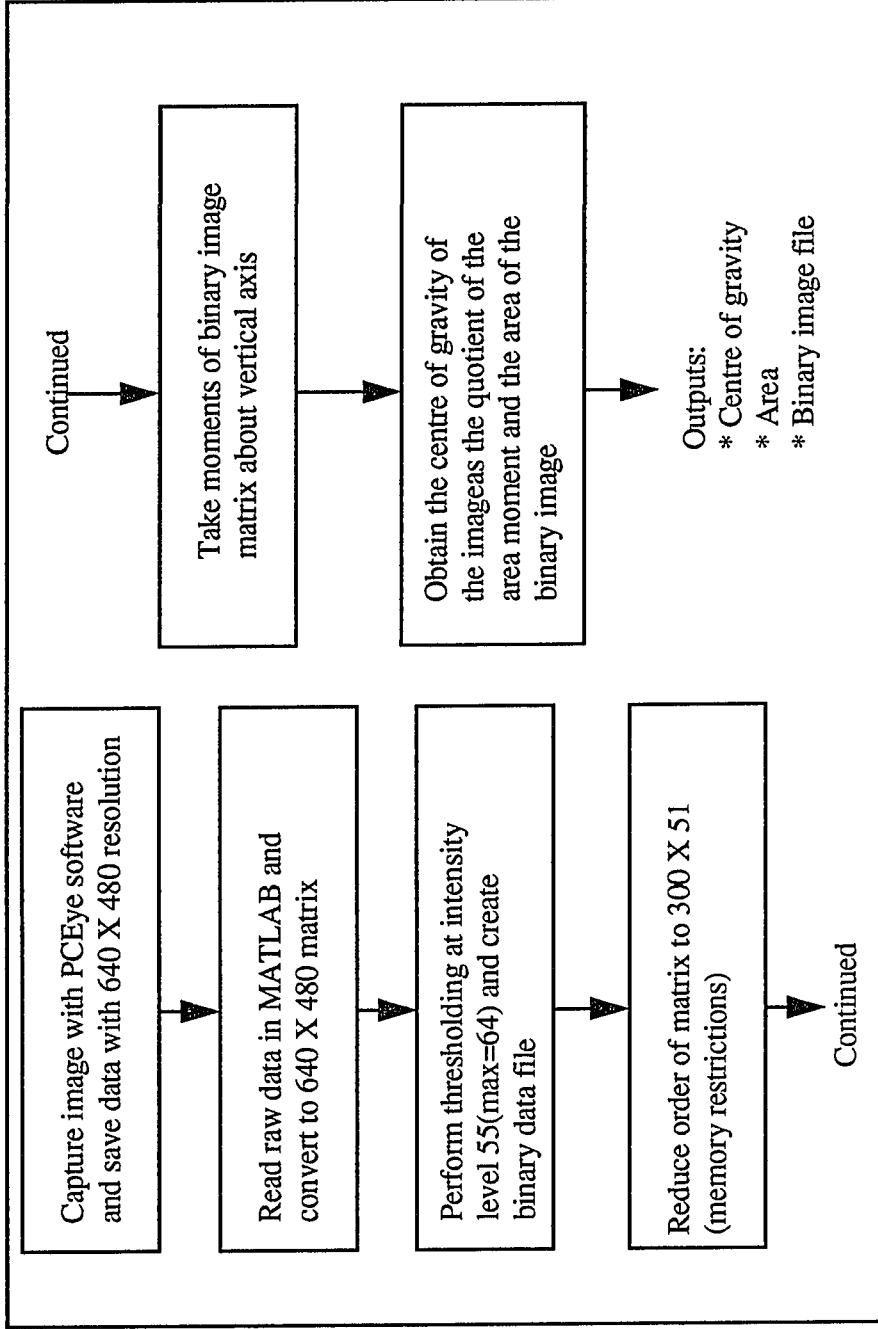 Capture image with PCEye software
and save data with 640 X 480 resolution
Read raw data in MATLAB and
convert to 640 X 480 matrix
Perform thresholding at intensity
level 55(max=64) and create
binary data file
Reduce order of matrix to 300 X 51
(memory restrictions)
Continued
Continued
Take moments of binary image
matrix about vertical axis
Obtain the centre of gravity of
the imageas the quotient of the
area moment and the area of the
binary image
Outputs:
* Centre of gravity
* Area
* Binary image file